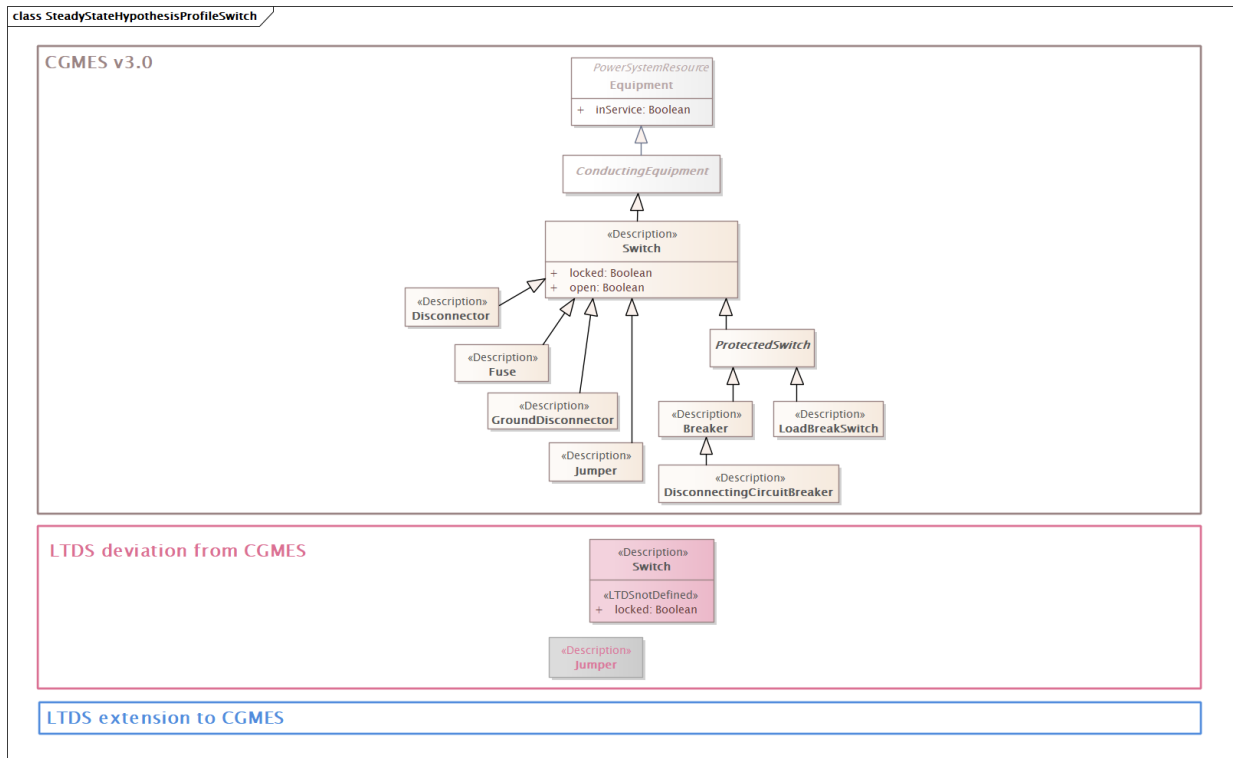 class SteadyStateHypothesisProfileSwitch
CGMES v3.0
PowerSystemResource
Equipment
+ inService: Boolean
ConductingEquipment
«Description»
Switch
+ locked: Boolean
+ open: Boolean
«Description»
Disconnector
ProtectedSwitch
«Description»
Fuse
«Description»
GroundDisconnector
«Description»
Breaker
«Description»
LoadBreakSwitch
«Description»
Jumper
«Description»
DisconnectingCircuitBreaker
LTDS deviation from CGMES
«Description»
Switch
«LTDSnotDefined»
+ locked: Boolean
«Description»
Jumper
LTDS extension to CGMES